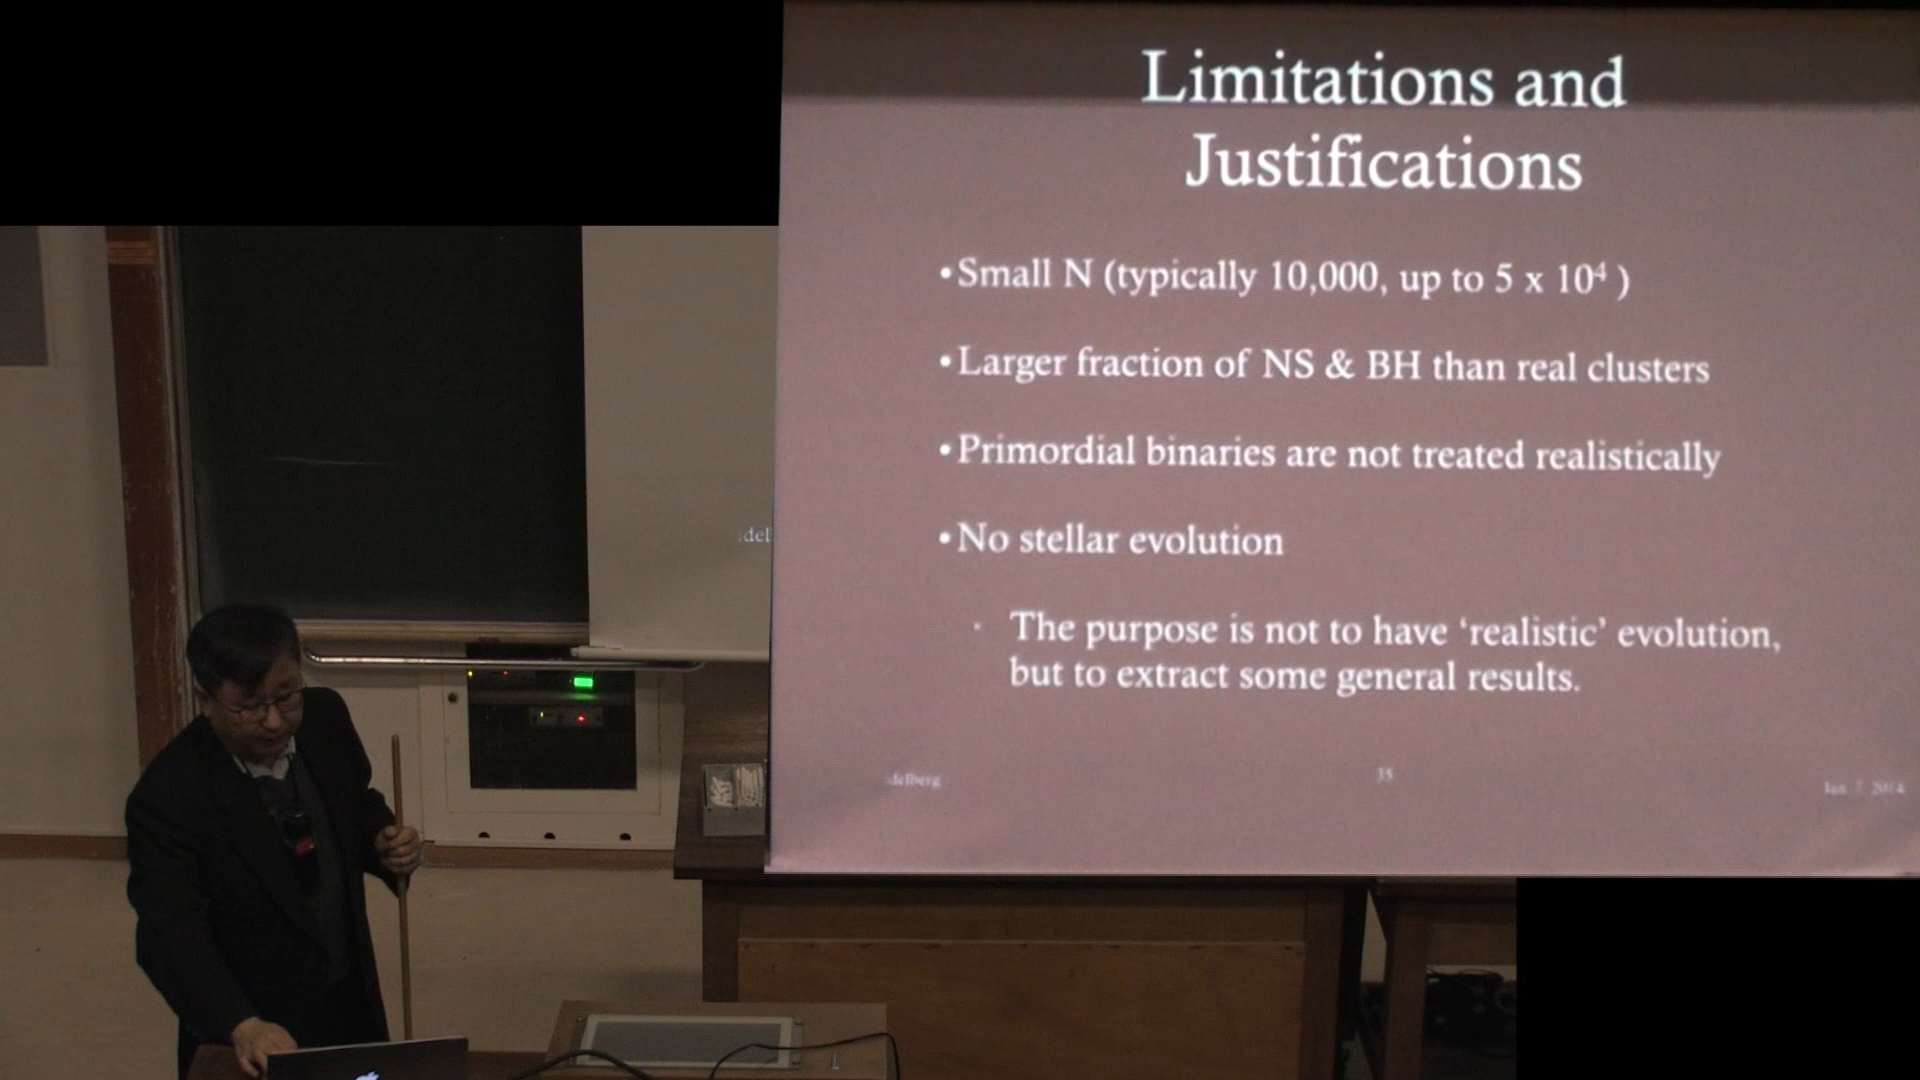 Limitations and
Justifications
•Small N (typically 10,000, up to 5 x 10⁴ )
•Larger fraction of NS & BH than real clusters
•Primordial binaries are not treated realistically
•No stellar evolution
• The purpose is not to have ‘realistic’ evolution,
but to extract some general results.
idel
delberg
35